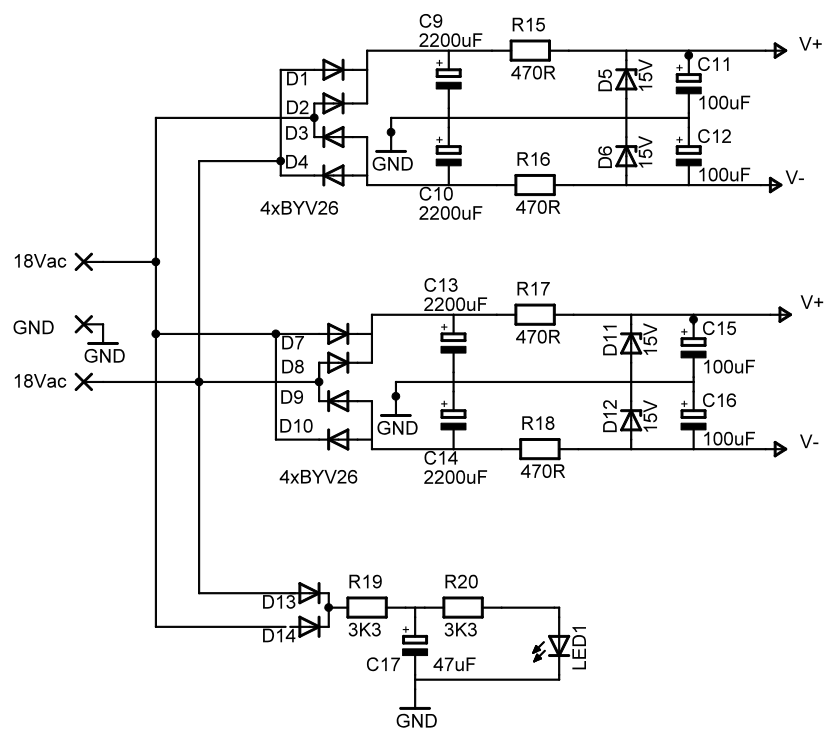 C9
2200uF
R15
470R
V+
D1
D2
D3
D4
4xBYV26
GND
D5
15V
C11
100uF
D6
15V
C12
100uF
C10
2200uF
R16
470R
V-
18Vac
GND
GND
18Vac
C13
2200uF
R17
470R
V+
D7
D8
D9
D10
4xBYV26
GND
D11
15V
C15
100uF
D12
15V
C16
100uF
C14
2200uF
R18
470R
V-
D13
D14
R19
3K3
R20
3K3
C17
47uF
LED1
GND